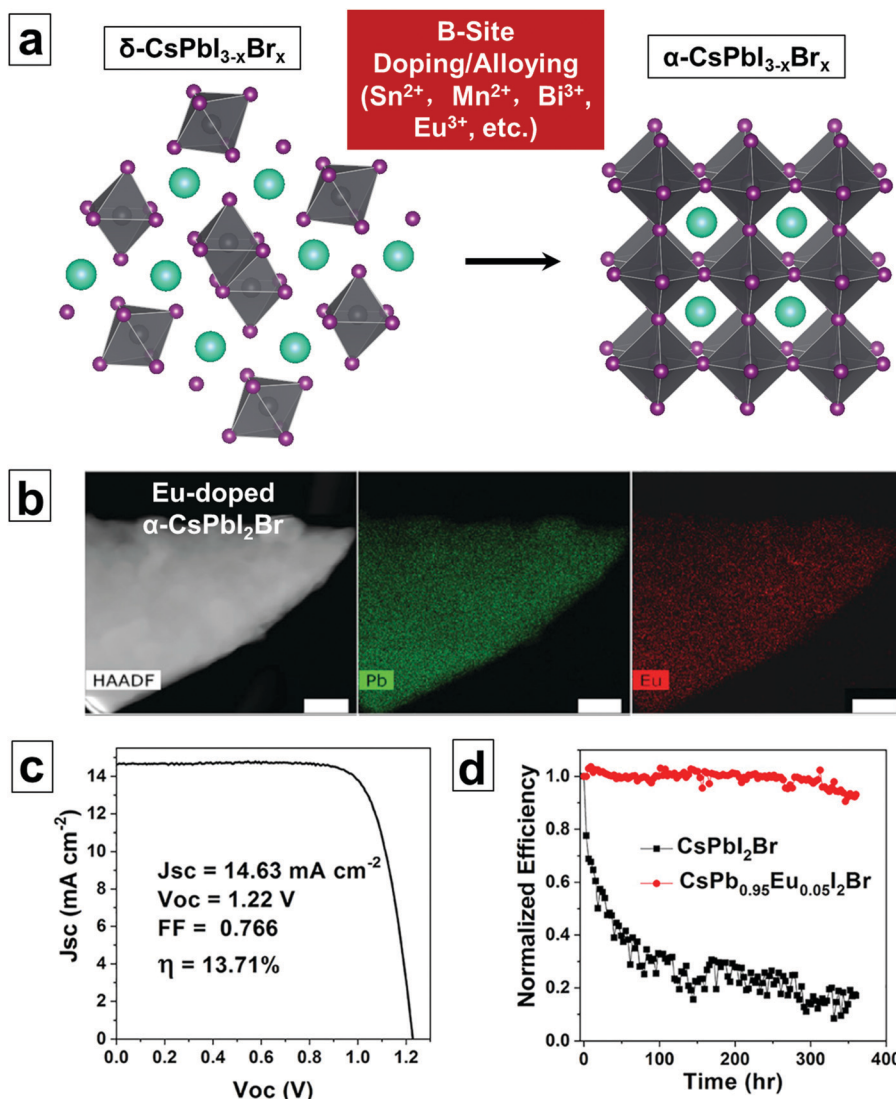 a
δ-CsPbI₃₋ₓBrₓ
B-Site
Doping/Alloying
(Sn²⁺, Mn²⁺, Bi³⁺,
Eu³⁺, etc.)
α-CsPbI₃₋ₓBrₓ
b
Eu-doped
α-CsPbI₂Br
HAADF
Pb
Eu
c
Jsc (mA cm⁻²)
14
12
10
8
6
4
2
0
Jsc = 14.63 mA cm⁻²
Voc = 1.22 V
FF = 0.766
η = 13.71%
0.0 0.2 0.4 0.6 0.8 1.0 1.2
Voc (V)
d
Normalized Efficiency
1.0
0.8
0.6
0.4
0.2
0.0
CsPbI₂Br
CsPb₀.₉₅Eu₀.₀₅I₂Br
0 100 200 300 400
Time (hr)